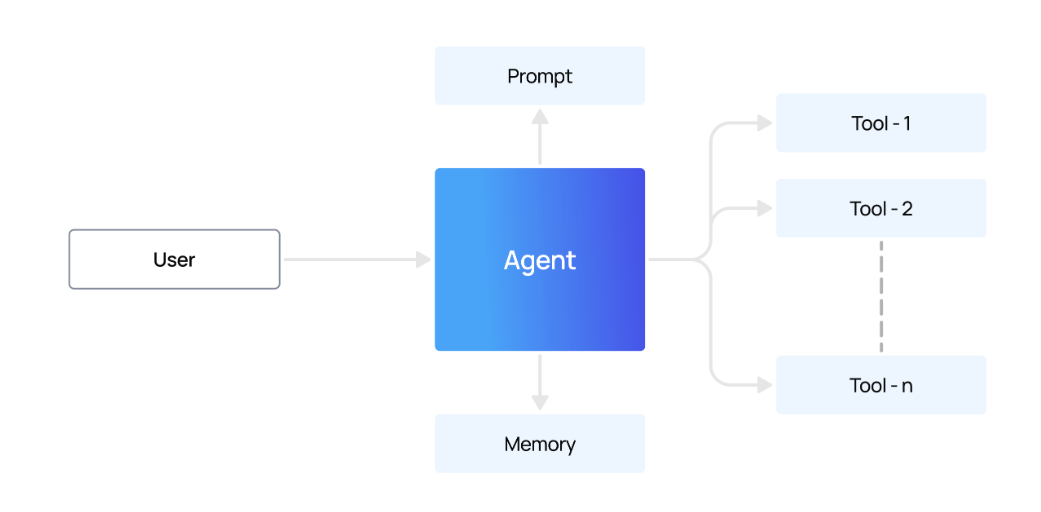 Prompt
Tool - 1
Tool - 2
User
Agent
Tool - n
Memory